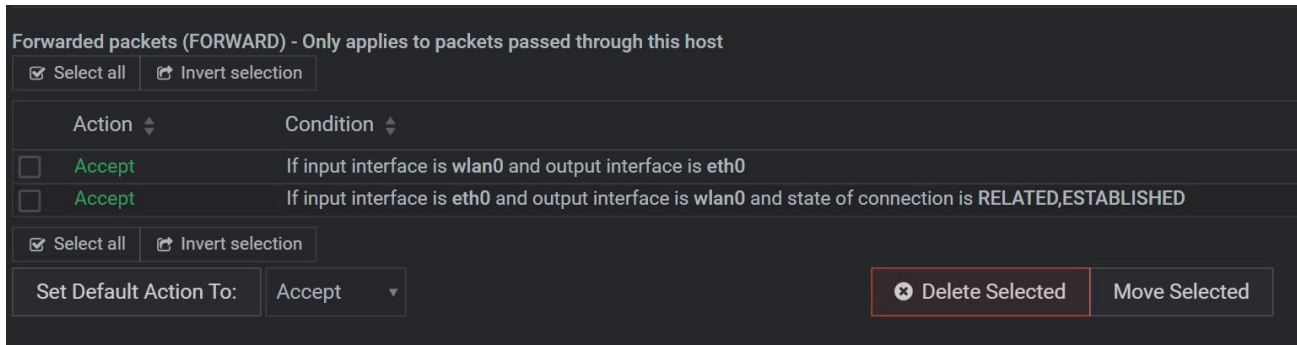 Forwarded packets (FORWARD) - Only applies to packets passed through this host
Select all Invert selection
Action Condition
Accept If input interface is wlan0 and output interface is eth0
Accept If input interface is eth0 and output interface is wlan0 and state of connection is RELATED,ESTABLISHED
Select all Invert selection
Set Default Action To: Accept Delete Selected Move Selected